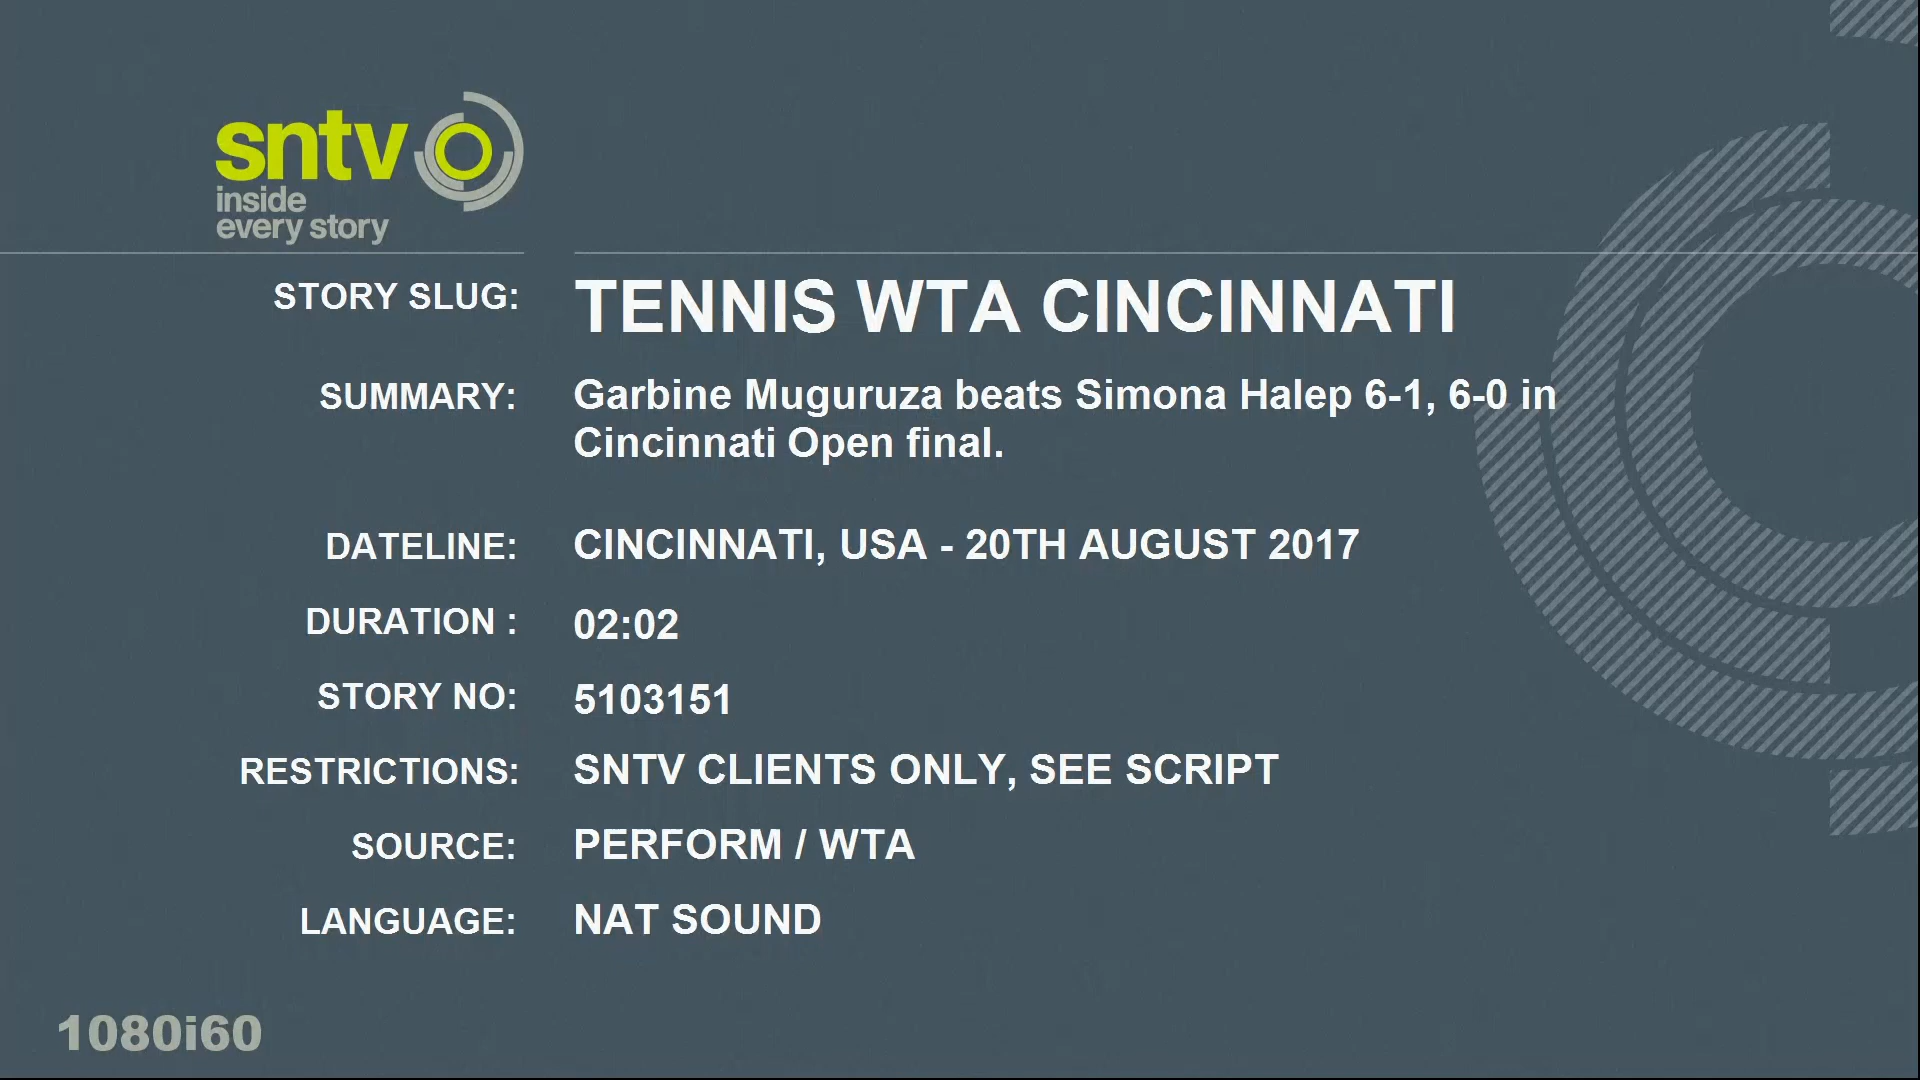 sntv
inside
every story
STORY SLUG: TENNIS WTA CINCINNATI
SUMMARY: Garbine Muguruza beats Simona Halep 6-1, 6-0 in
Cincinnati Open final.
DATELINE: CINCINNATI, USA - 20TH AUGUST 2017
DURATION : 02:02
STORY NO: 5103151
RESTRICTIONS: SNTV CLIENTS ONLY, SEE SCRIPT
SOURCE: PERFORM / WTA
LANGUAGE: NAT SOUND
1080i60